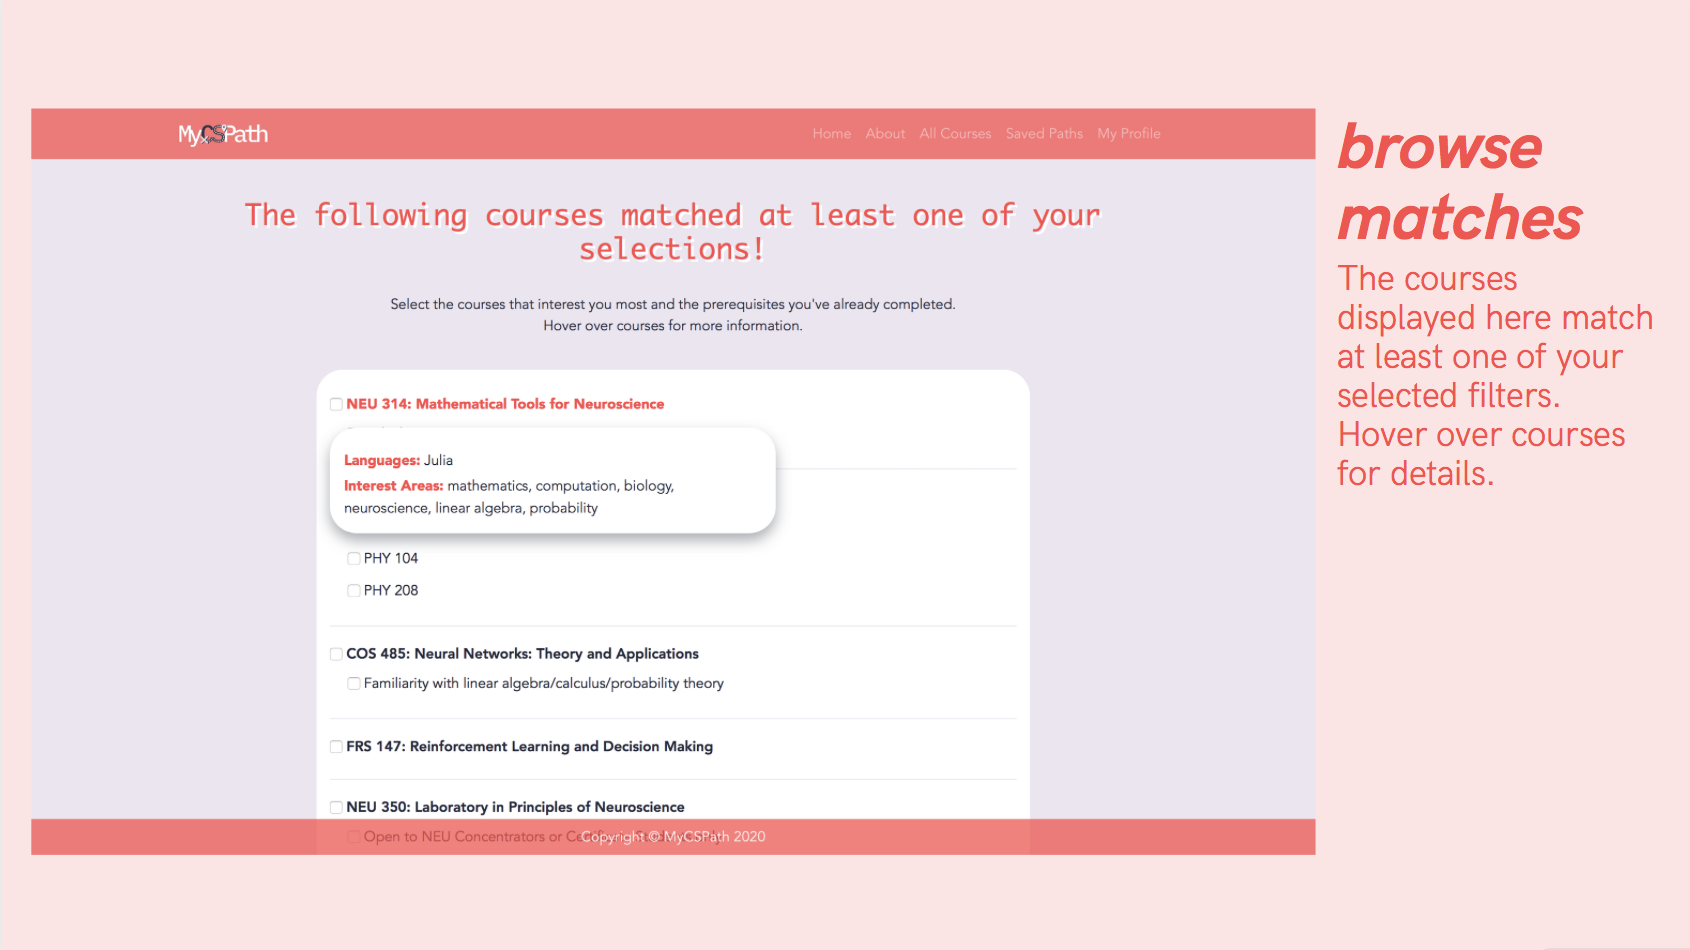 MyCSPath
Home About All Courses Saved Paths My Profile
The following courses matched at least one of your
selections!
Select the courses that interest you most and the prerequisites you've already completed.
Hover over courses for more information.
NEU 314: Mathematical Tools for Neuroscience
Languages: Julia
Interest Areas: mathematics, computation, biology,
neuroscience, linear algebra, probability
PHY 104
PHY 208
COS 485: Neural Networks: Theory and Applications
Familiarity with linear algebra/calculus/probability theory
FRS 147: Reinforcement Learning and Decision Making
NEU 350: Laboratory in Principles of Neuroscience
Open to NEU Concentrators or
Copyright © MyCSPath 2020
browse
matches
The courses
displayed here match
at least one of your
selected filters.
Hover over courses
for details.